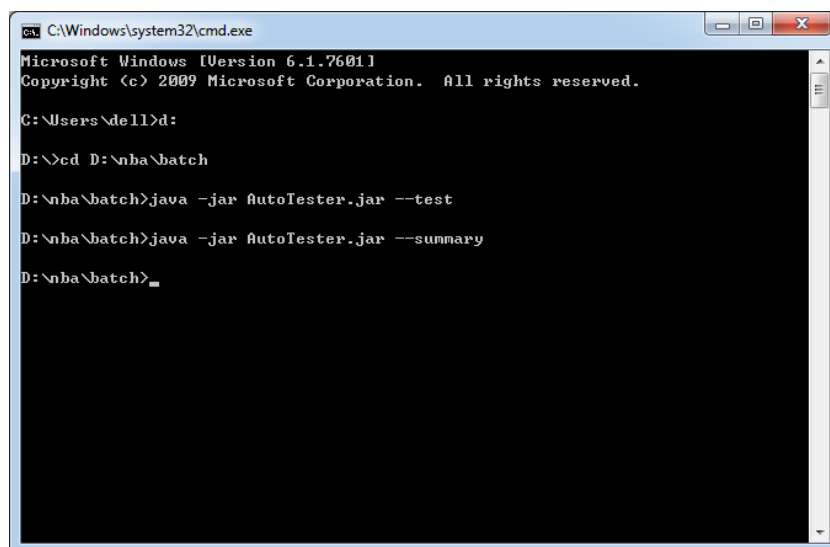 C:\Windows\system32\cmd.exe
Microsoft Windows [Version 6.1.7601]
Copyright (c) 2009 Microsoft Corporation.  All rights reserved.
C:\Users\dell>d:
D:\>cd D:\nba\batch
D:\nba\batch>java -jar AutoTester.jar --test
D:\nba\batch>java -jar AutoTester.jar --summary
D:\nba\batch>_